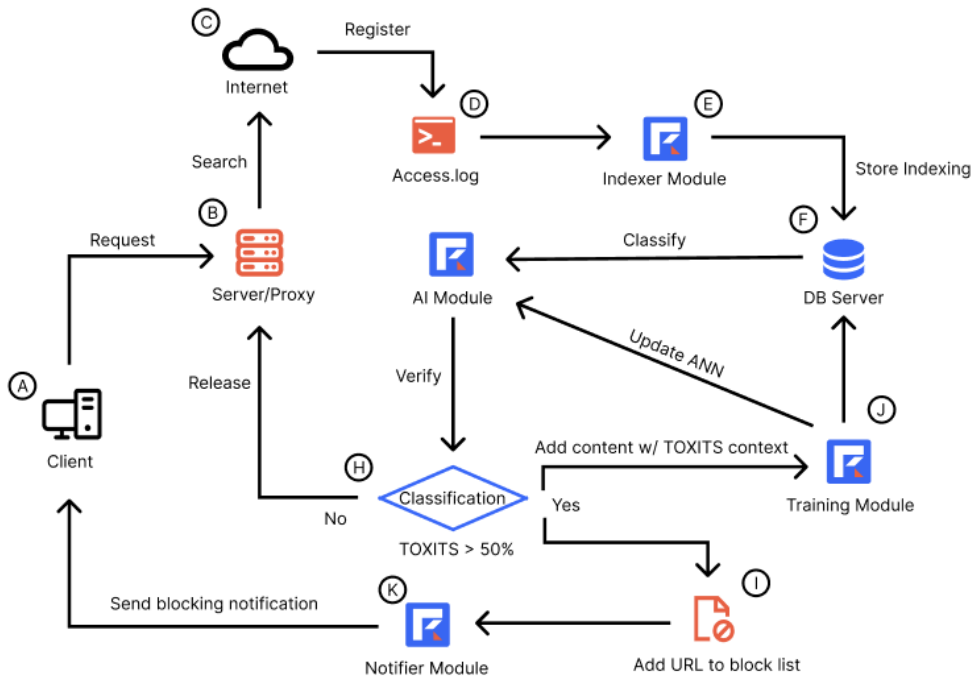 C
Register
Internet
D
E
>_
Access.log
Indexer Module
Search
Store Indexing
B
F
Request
Classify
Server/Proxy
AI Module
DB Server
Update ANN
A
Release
Verify
J
Client
H
Add content w/ TOXITS context
Classification
No
Yes
Training Module
TOXITS > 50%
K
I
Send blocking notification
Notifier Module
Add URL to block list